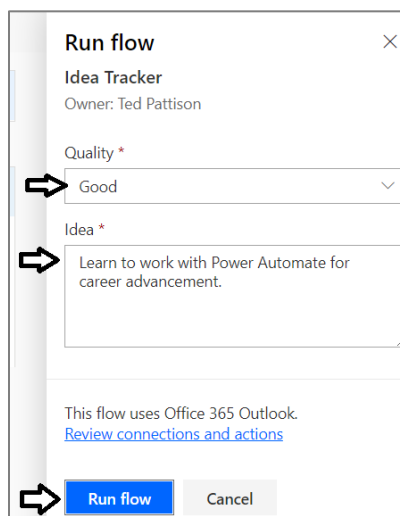 Run flow
Idea Tracker
Owner: Ted Pattison
Quality *
Good
Idea *
Learn to work with Power Automate for
career advancement.
This flow uses Office 365 Outlook.
Review connections and actions
Run flow
Cancel